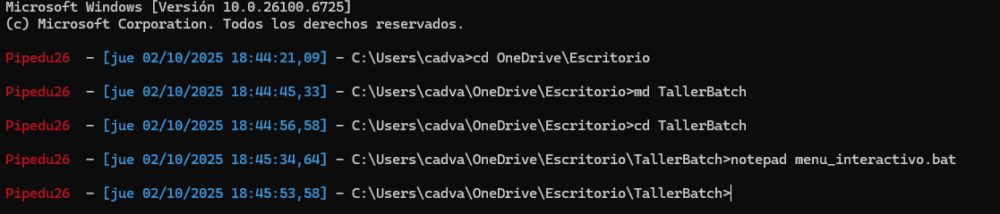 Microsoft Windows [Versión 10.0.26100.6725]
(c) Microsoft Corporation. Todos los derechos reservados.
Pipedu26  - [jue 02/10/2025 18:44:21,09] - C:\Users\cadva>cd OneDrive\Escritorio
Pipedu26  - [jue 02/10/2025 18:44:45,33] - C:\Users\cadva\OneDrive\Escritorio>md TallerBatch
Pipedu26  - [jue 02/10/2025 18:44:56,58] - C:\Users\cadva\OneDrive\Escritorio>cd TallerBatch
Pipedu26  - [jue 02/10/2025 18:45:34,64] - C:\Users\cadva\OneDrive\Escritorio\TallerBatch>notepad menu_interactivo.bat
Pipedu26  - [jue 02/10/2025 18:45:53,58] - C:\Users\cadva\OneDrive\Escritorio\TallerBatch>